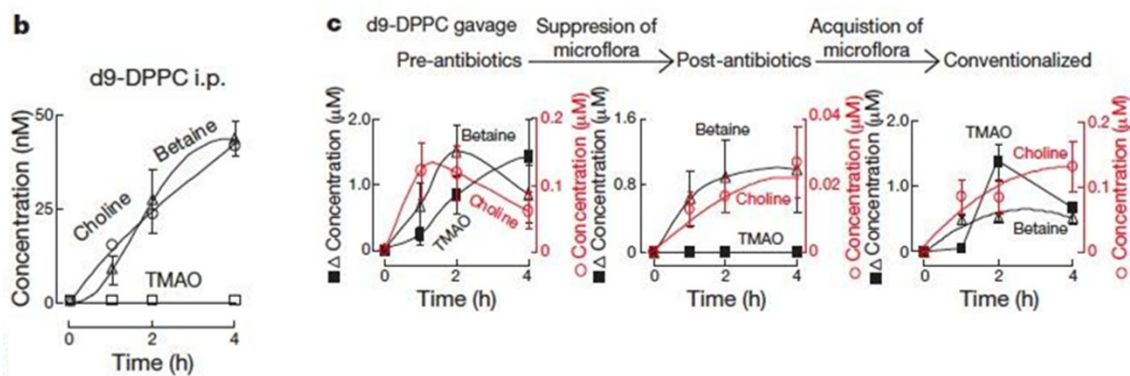 b
d9-DPPC i.p.
Concentration (nM)
50
25
0
Betaine
Choline
TMAO
0 2 4
Time (h)
c
d9-DPPC gavage
Suppresion of
microflora
Acquistion of
microflora
Pre-antibiotics
Post-antibiotics
Conventionalized
■ △ Concentration (μM)
2.0
1.0
0
Betaine
Choline
TMAO
0.2
0.1
0
○ Concentration (μM)
0 2 4
Time (h)
■ △ Concentration (μM)
1.6
0.8
0
Betaine
Choline
TMAO
0.04
0.02
0
○ Concentration (μM)
0 2 4
Time (h)
■ △ Concentration (μM)
2.0
1.0
0.0
TMAO
Choline
Betaine
0.2
0.1
0
○ Concentration (μM)
0 2 4
Time (h)